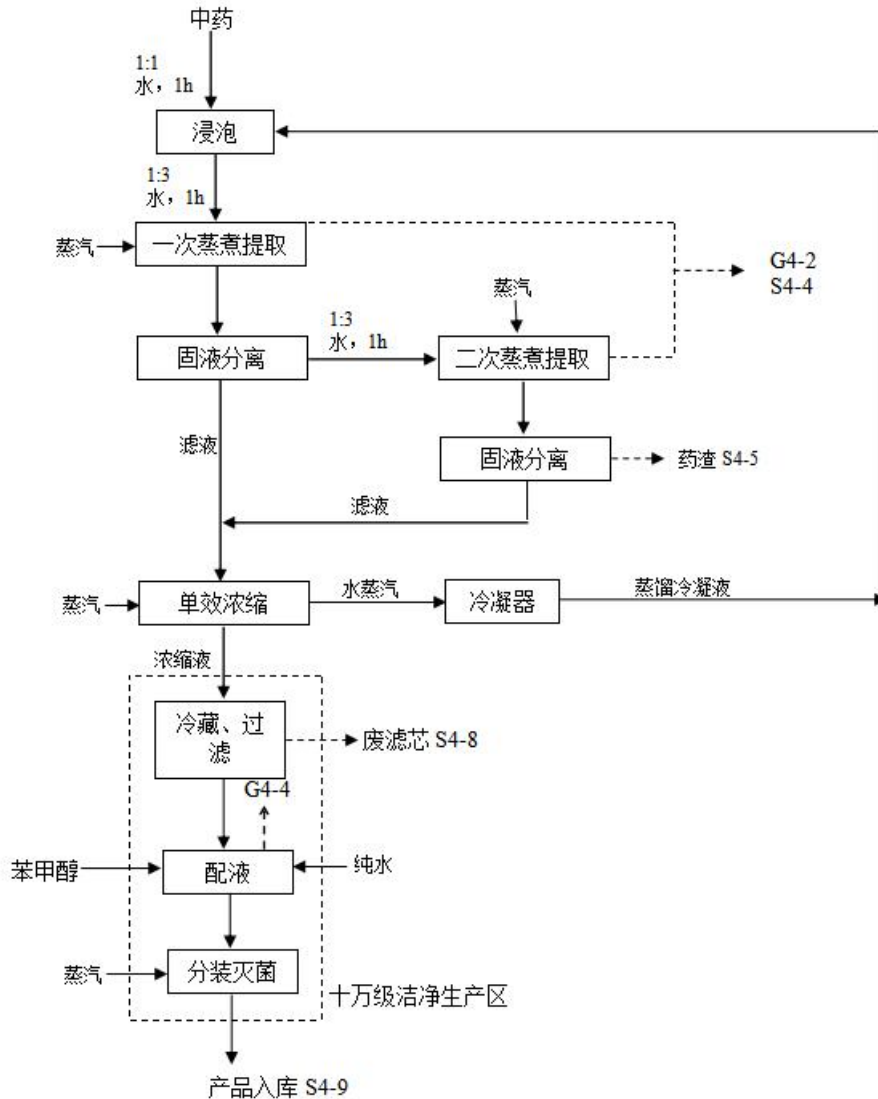 中药
1:1
水，1h
浸泡
1:3
水，1h
蒸汽
一次蒸煮提取
G4-2
S4-4
蒸汽
1:3
水，1h
固液分离
二次蒸煮提取
滤液
固液分离
药渣 S4-5
滤液
蒸汽
单效浓缩
水蒸汽
冷凝器
蒸馏冷凝液
浓缩液
冷藏、过
滤
废滤芯 S4-8
G4-4
苯甲醇
配液
纯水
蒸汽
分装灭菌
十万级洁净生产区
产品入库 S4-9